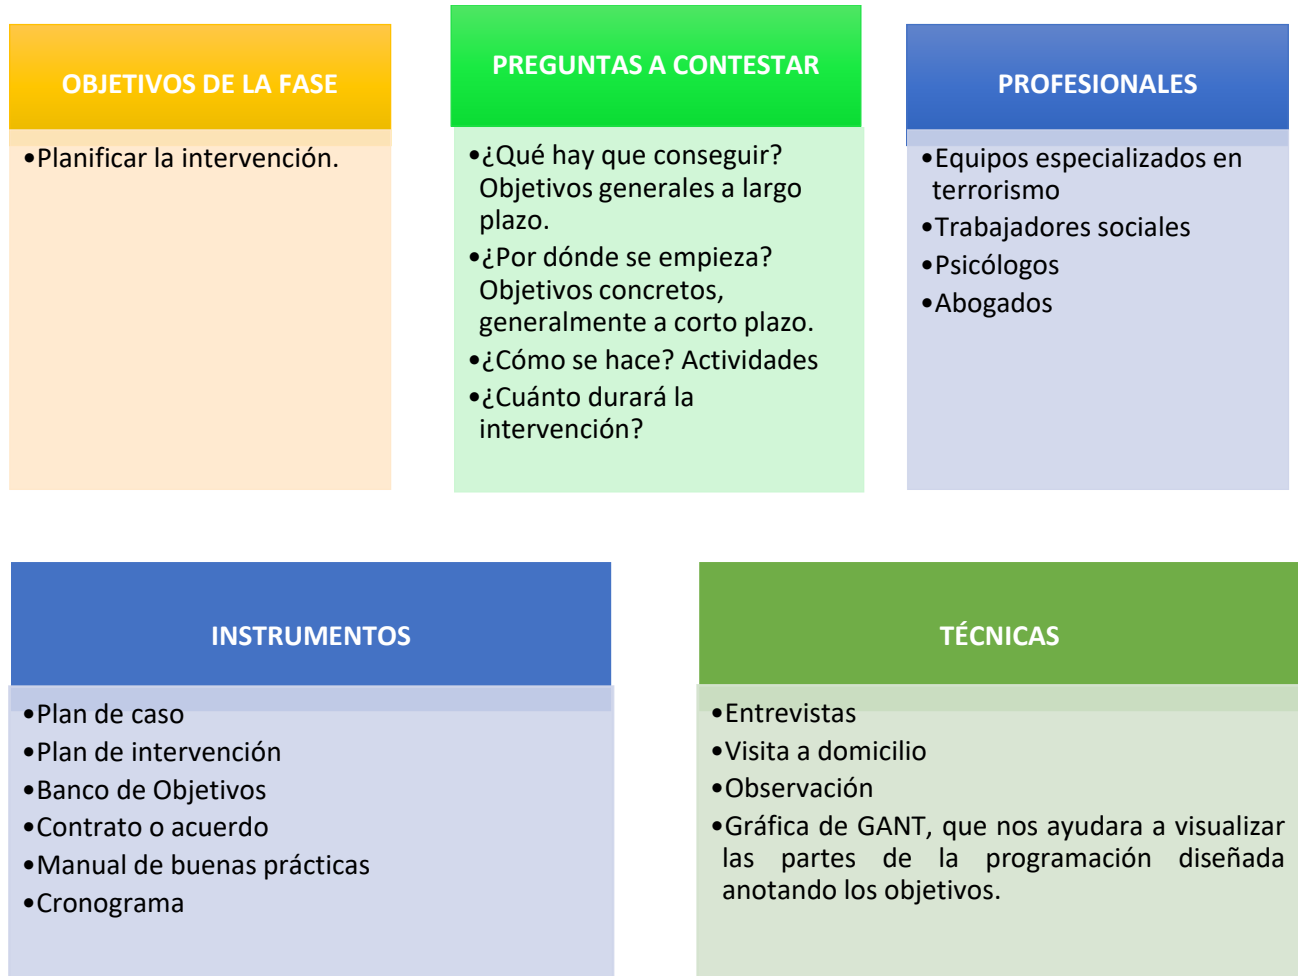 OBJETIVOS DE LA FASE
•Planificar la intervención.
PREGUNTAS A CONTESTAR
•¿Qué hay que conseguir?
Objetivos generales a largo
plazo.
•¿Por dónde se empieza?
Objetivos concretos,
generalmente a corto plazo.
•¿Cómo se hace? Actividades
•¿Cuánto durará la
intervención?
PROFESIONALES
•Equipos especializados en
terrorismo
•Trabajadores sociales
•Psicólogos
•Abogados
INSTRUMENTOS
•Plan de caso
•Plan de intervención
•Banco de Objetivos
•Contrato o acuerdo
•Manual de buenas prácticas
•Cronograma
TÉCNICAS
•Entrevistas
•Visita a domicilio
•Observación
•Gráfica de GANT, que nos ayudara a visualizar
las partes de la programación diseñada
anotando los objetivos.